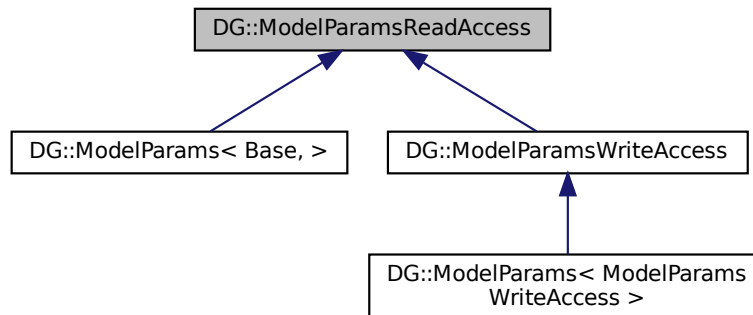 DG::ModelParamsReadAccess
DG::ModelParams< Base, >
DG::ModelParamsWriteAccess
DG::ModelParams< ModelParams
WriteAccess >